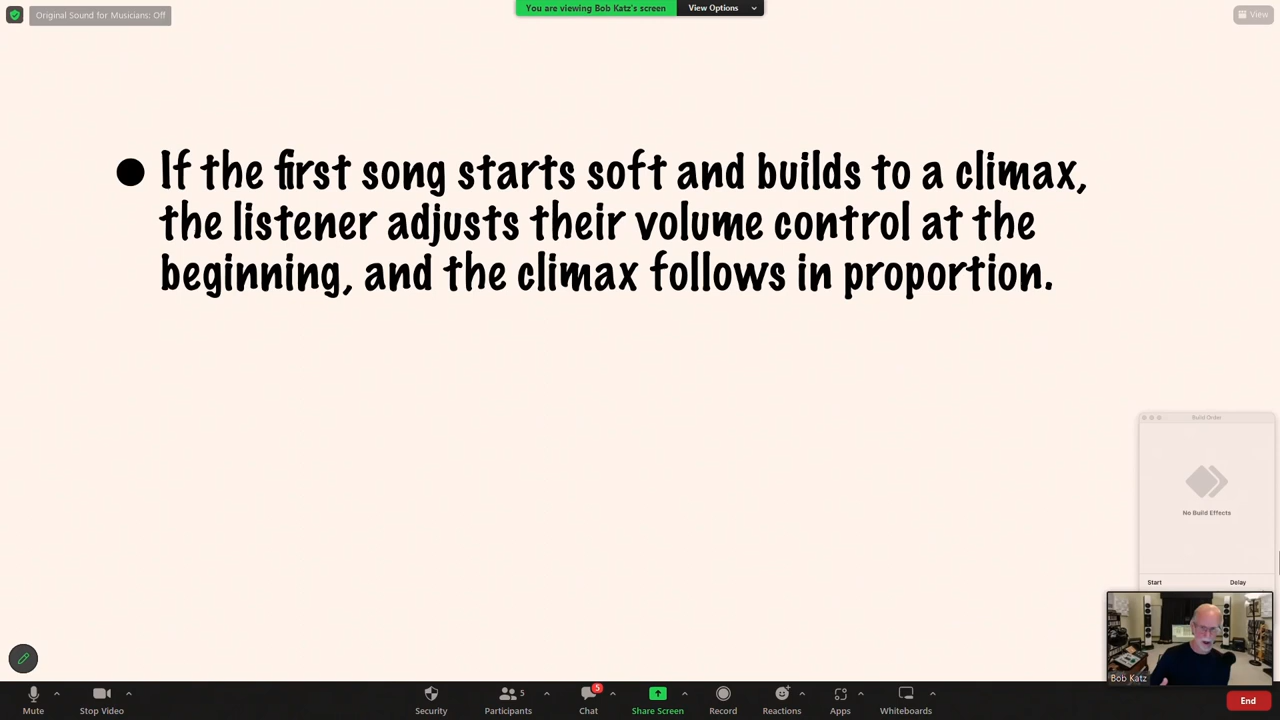 Original Sound for Musicians: Off
You are viewing Bob Katz's screen
View Options
View
● If the first song starts soft and builds to a climax,
the listener adjusts their volume control at the
beginning, and the climax follows in proportion.
Build Order
No Build Effects
Start
Delay
Bob Katz
Mute
Stop Video
Security
5
Participants
5
Chat
Share Screen
Record
Reactions
Apps
Whiteboards
End